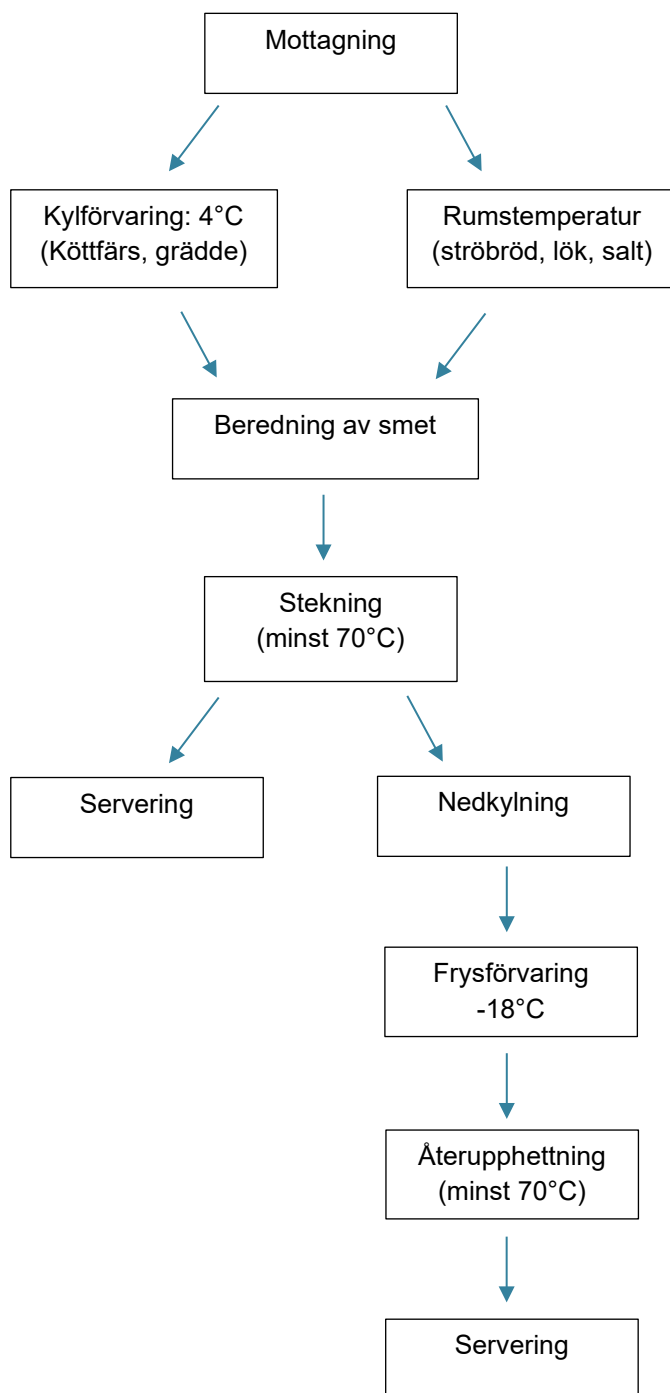 Mottagning
Kylförvaring: 4°C
(Köttfärs, grädde)
Rumstemperatur
(ströbröd, lök, salt)
Beredning av smet
Stekning
(minst 70°C)
Servering
Nedkylning
Frysförvaring
-18°C
Återupphettning
(minst 70°C)
Servering